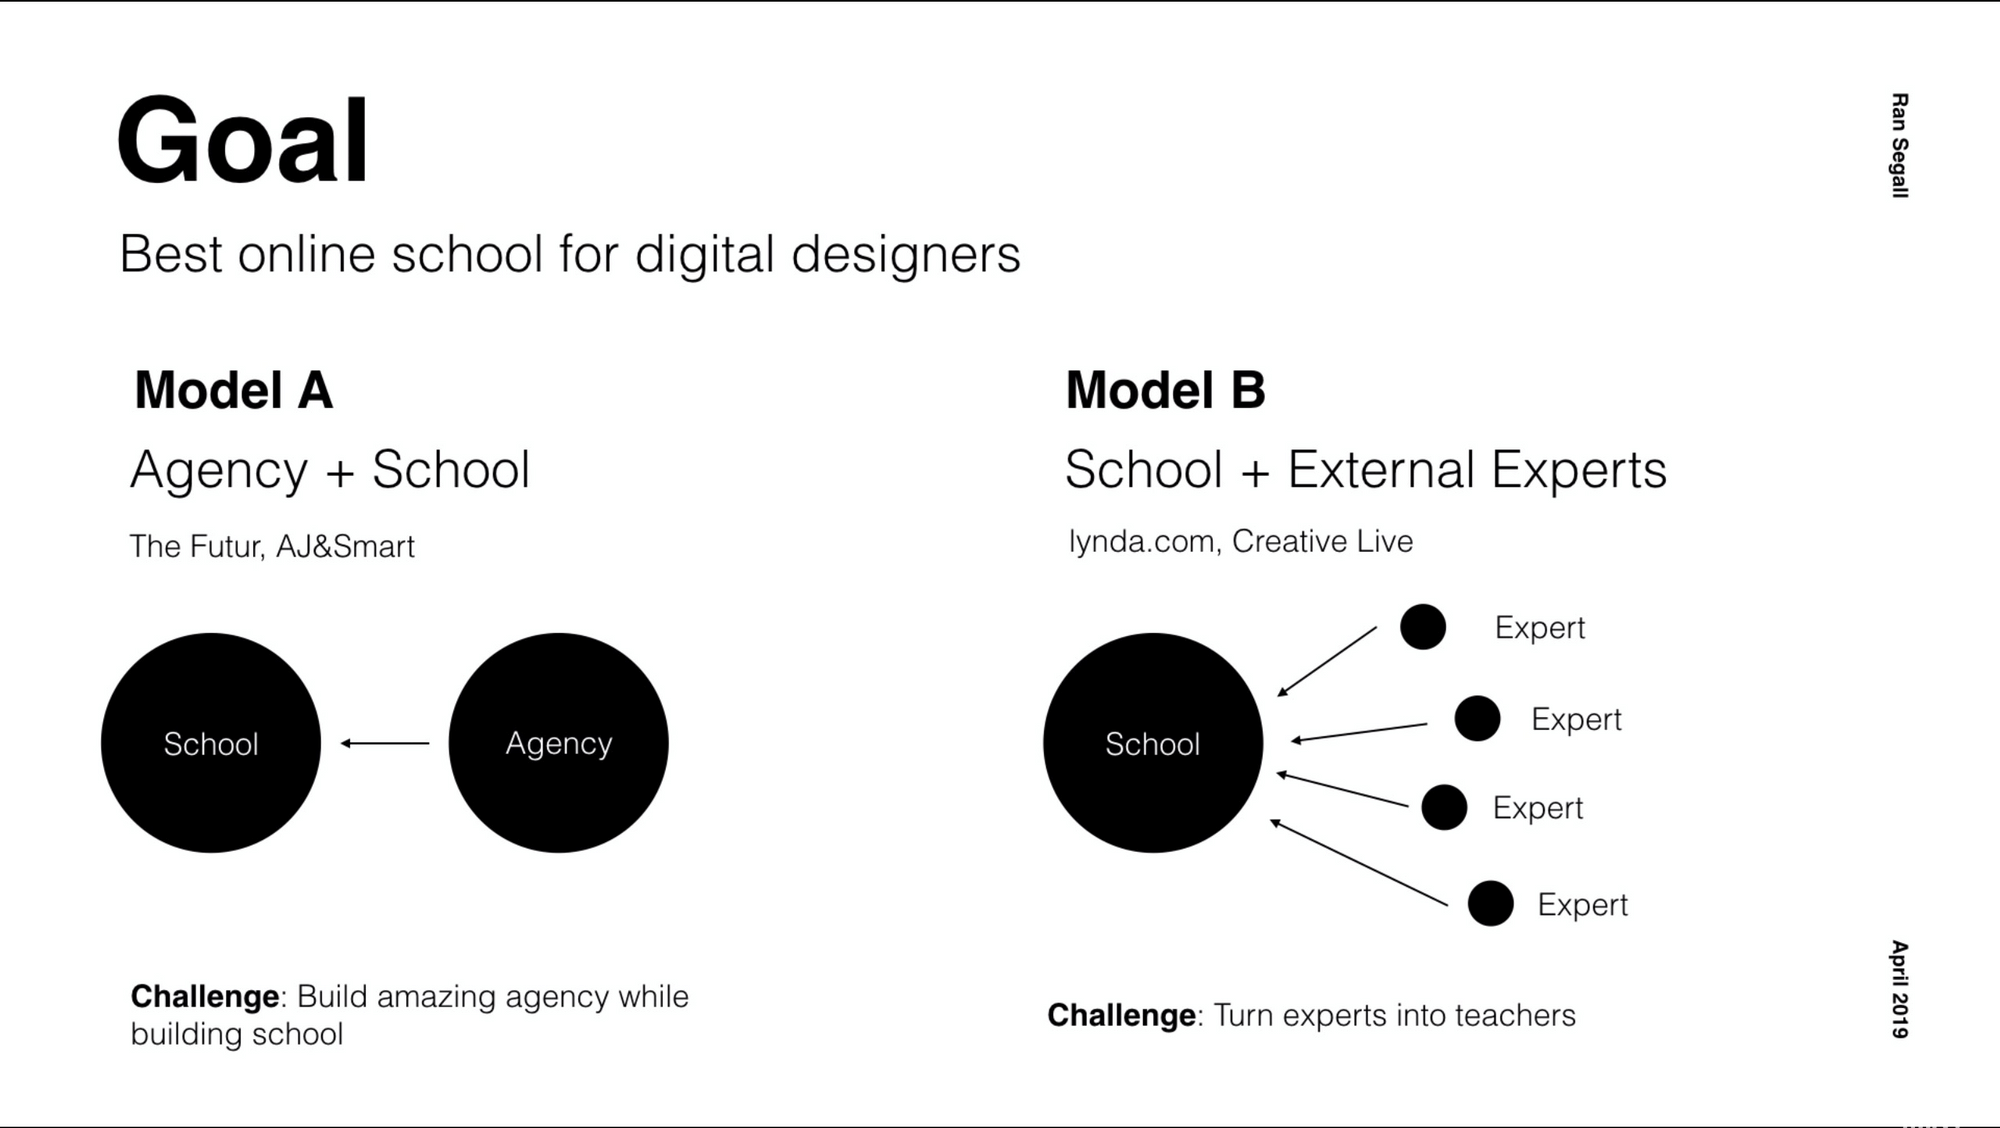 Goal
Best online school for digital designers
Ran Segall
Model A
Agency + School
The Futur, AJ&Smart
School
Agency
Challenge: Build amazing agency while
building school
Model B
School + External Experts
lynda.com, Creative Live
School
Expert
Expert
Expert
Expert
Challenge: Turn experts into teachers
April 2019